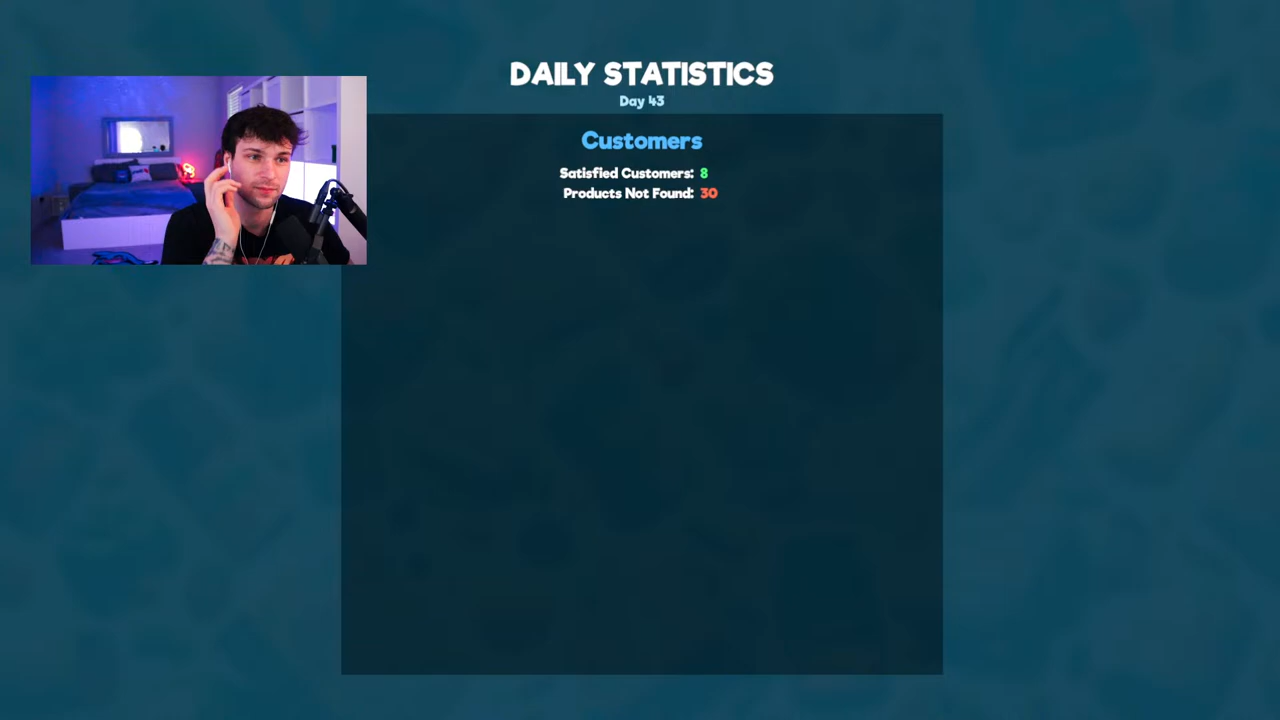 DAILY STATISTICS
Day 43
Customers
Satisfied Customers: 8
Products Not Found: 30